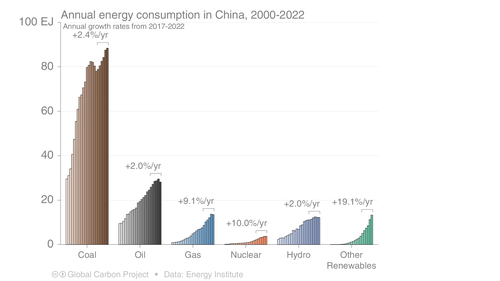 Annual energy consumption in China, 2000-2022
100 EJ
Annual growth rates from 2017-2022
+2.4%/yr
80
60
40
+2.0%/yr
+9.1%/yr
+10.0%/yr
+2.0%/yr
+19.1%/yr
20
0
Coal
Oil
Gas
Nuclear
Hydro
Other
Renewables
Global Carbon Project • Data: Energy Institute